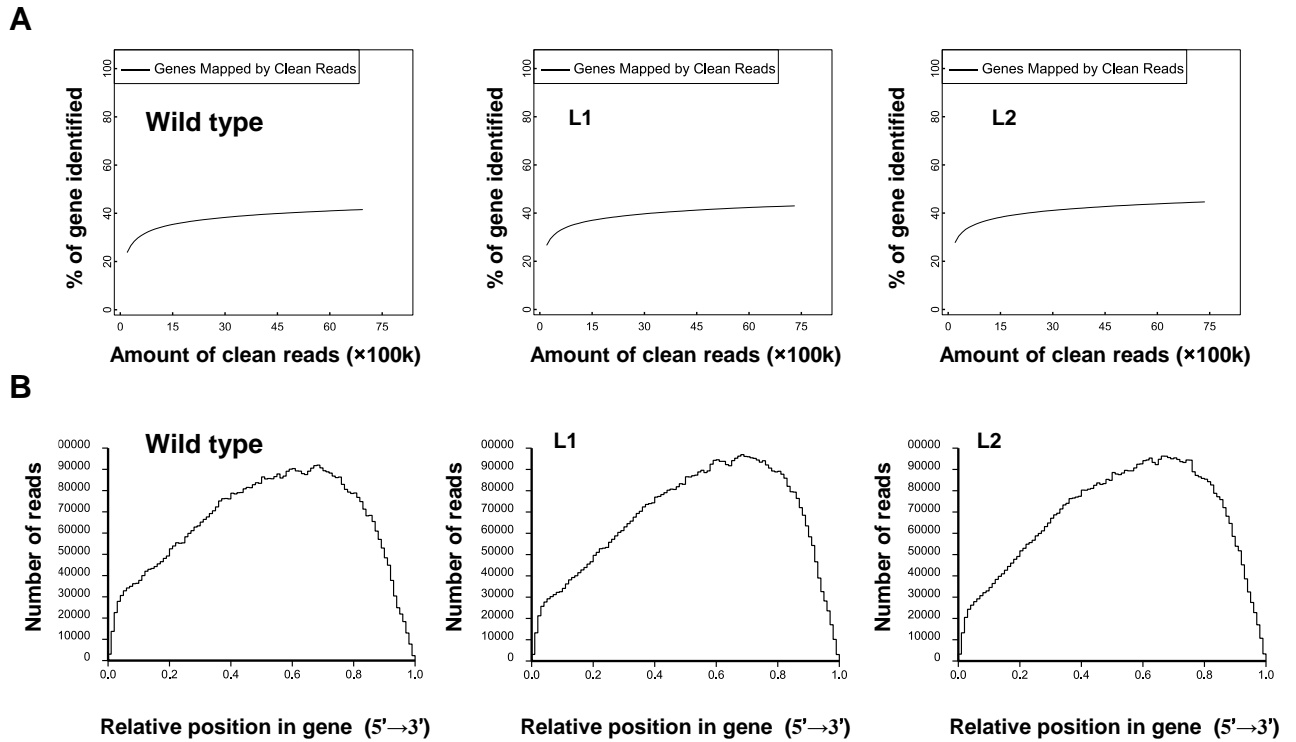 A
Genes Mapped by Clean Reads
Wild type
% of gene identified
100
80
60
40
20
0
0 15 30 45 60 75
Amount of clean reads (×100k)
Genes Mapped by Clean Reads
L1
% of gene identified
100
80
60
40
20
0
0 15 30 45 60 75
Amount of clean reads (×100k)
Genes Mapped by Clean Reads
L2
% of gene identified
100
80
60
40
20
0
0 15 30 45 60 75
Amount of clean reads (×100k)
B
Wild type
Number of reads
00000
90000
80000
70000
60000
50000
40000
30000
20000
10000
0
0.0 0.2 0.4 0.6 0.8 1.0
Relative position in gene (5'→3')
L1
Number of reads
00000
90000
80000
70000
60000
50000
40000
30000
20000
10000
0
0.0 0.2 0.4 0.6 0.8 1.0
Relative position in gene (5'→3')
L2
Number of reads
00000
90000
80000
70000
60000
50000
40000
30000
20000
10000
0
0.0 0.2 0.4 0.6 0.8 1.0
Relative position in gene (5'→3')